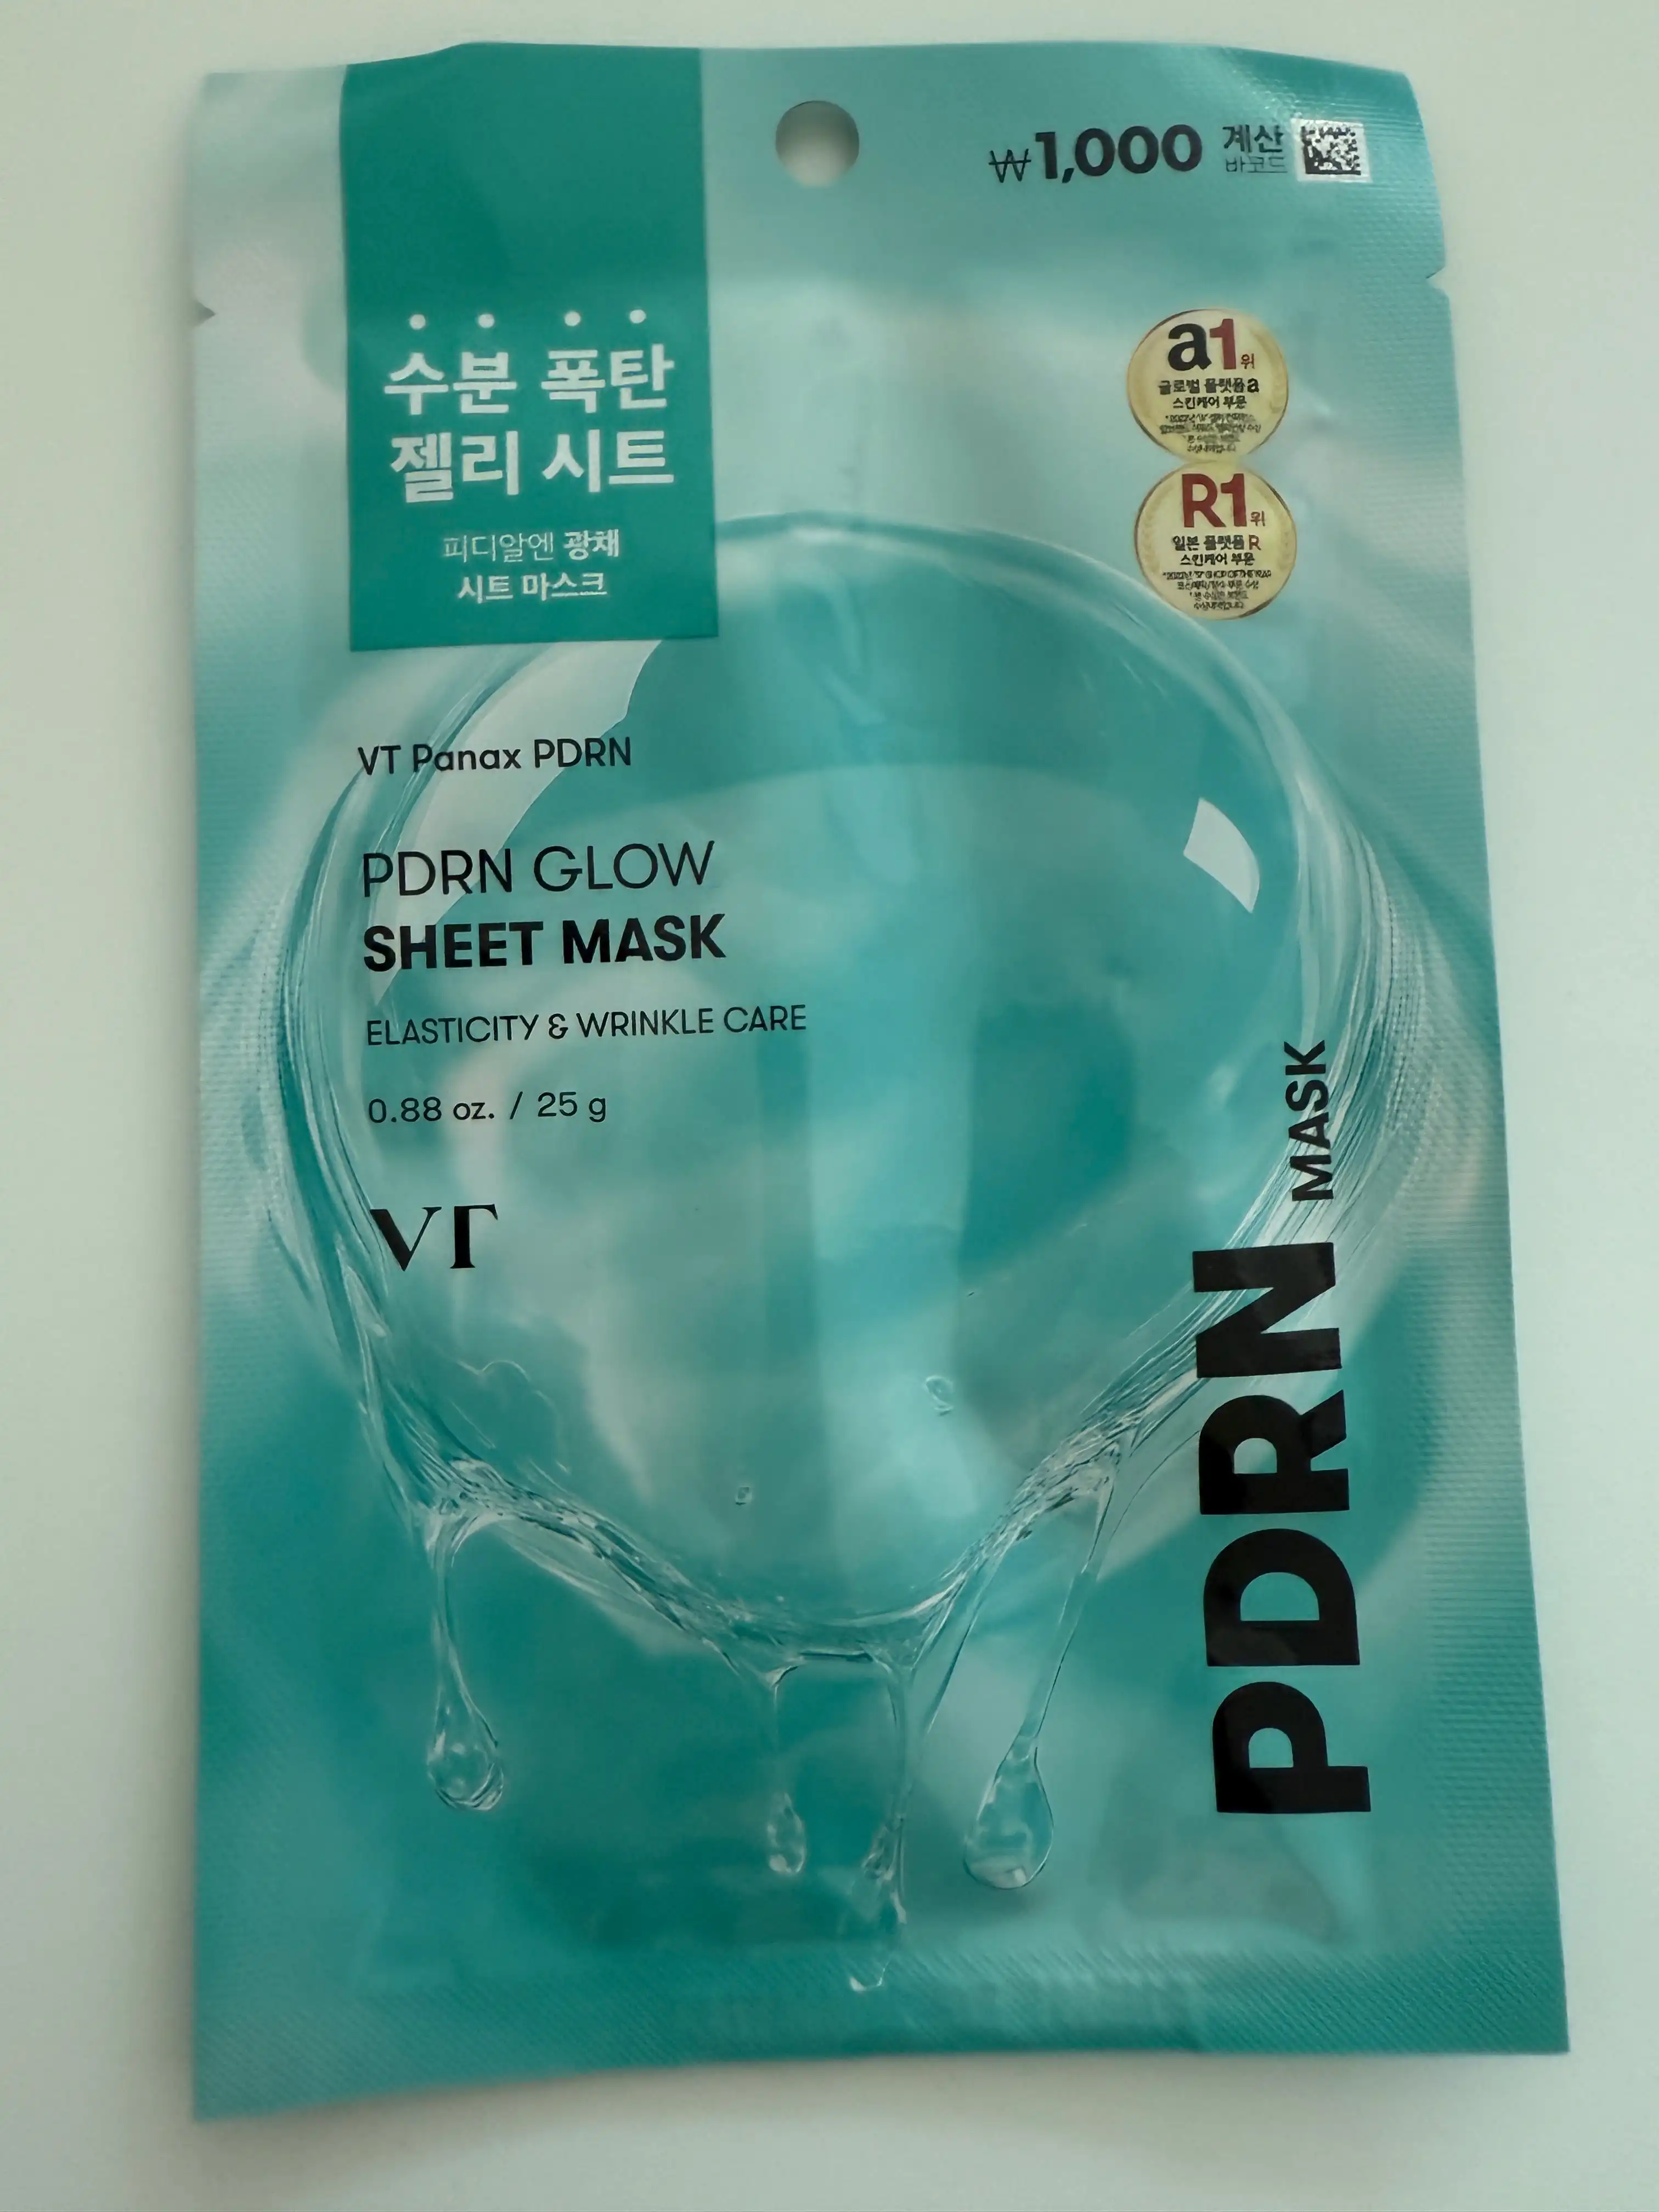 ₩1,000 계산
바코드
수분 폭탄
젤리 시트
피디알엔 광채
시트 마스크
a1위
글로벌 플랫폼a
스킨케어 부문
R1위
일본 플랫폼R
스킨케어 부문
VT Panax PDRN
PDRN GLOW
SHEET MASK
ELASTICITY & WRINKLE CARE
0.88 oz. / 25 g
VT
PDRN MASK